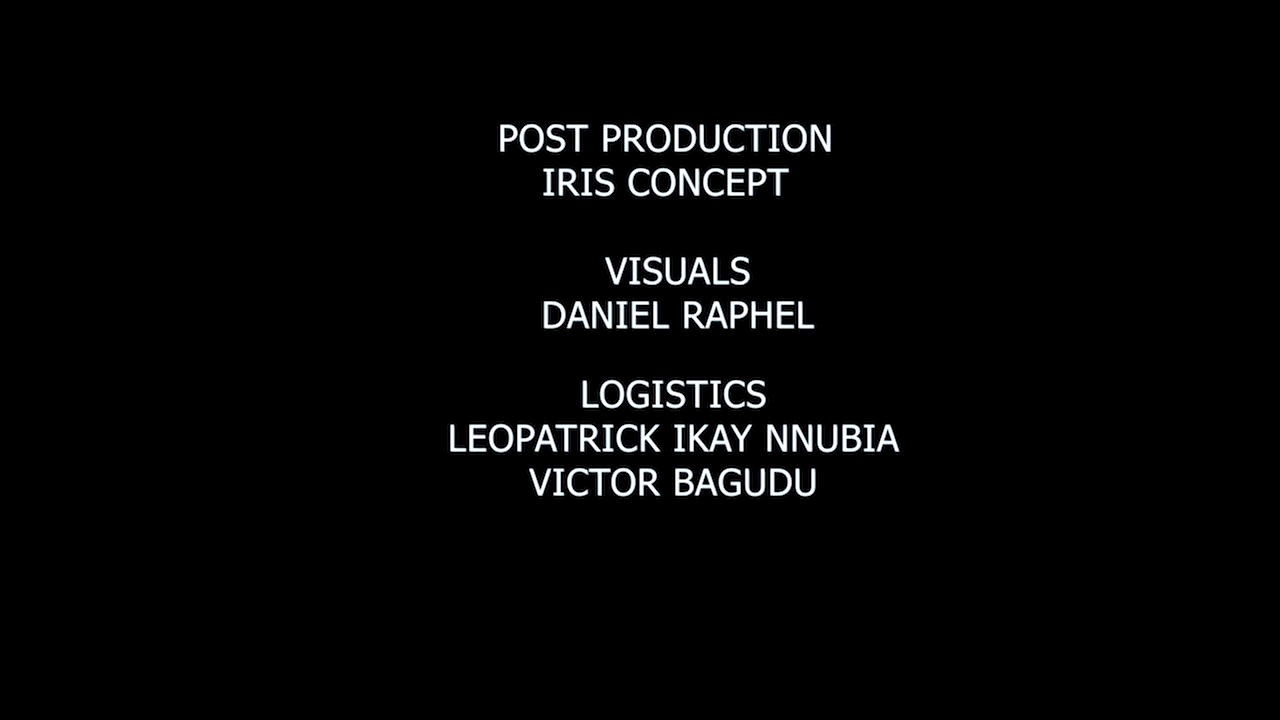 POST PRODUCTION
IRIS CONCEPT
VISUALS
DANIEL RAPHEL
LOGISTICS
LEOPATRICK IKAY NNUBIA
VICTOR BAGUDU